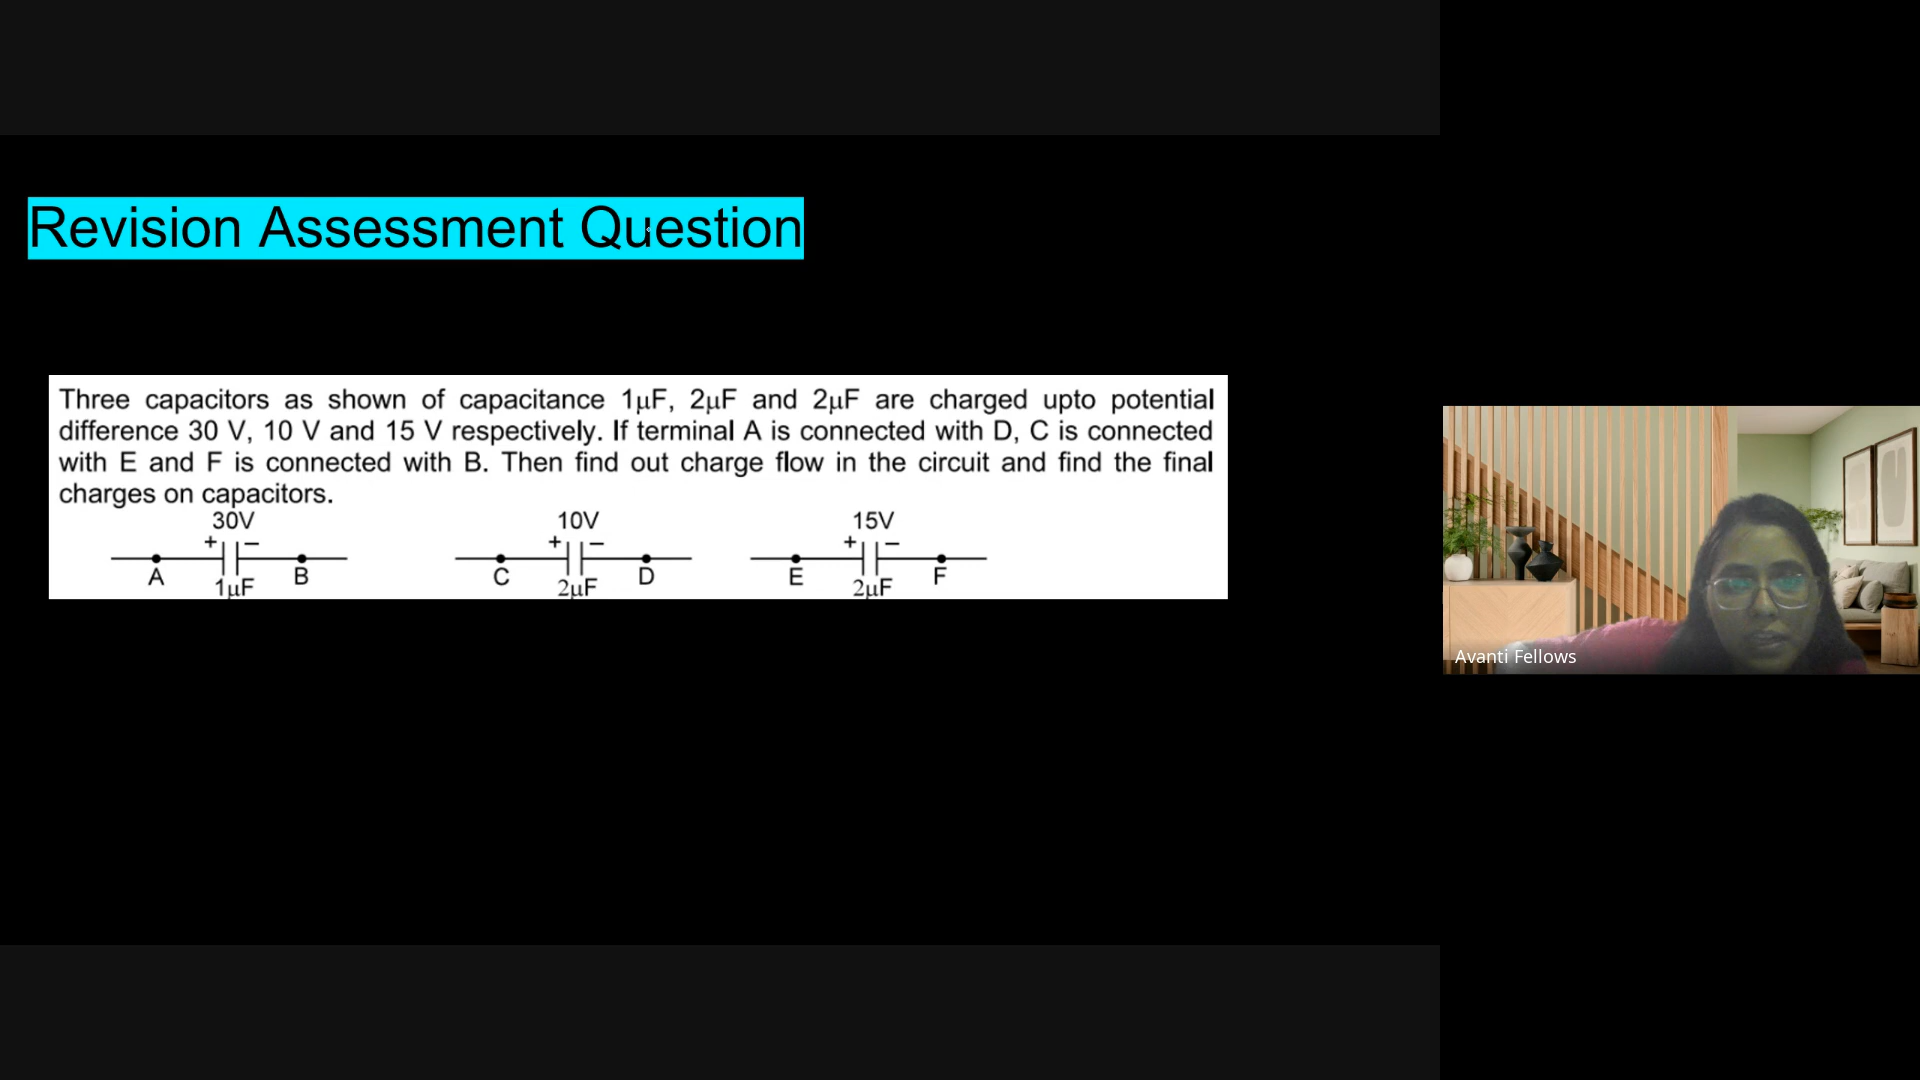 Revision Assessment Question
Three capacitors as shown of capacitance 1μF, 2μF and 2μF are charged upto potential
difference 30 V, 10 V and 15 V respectively. If terminal A is connected with D, C is connected
with E and F is connected with B. Then find out charge flow in the circuit and find the final
charges on capacitors.
30V 10V 15V
+ − + − + −
A B C D E F
1μF 2μF 2μF
Avanti Fellows